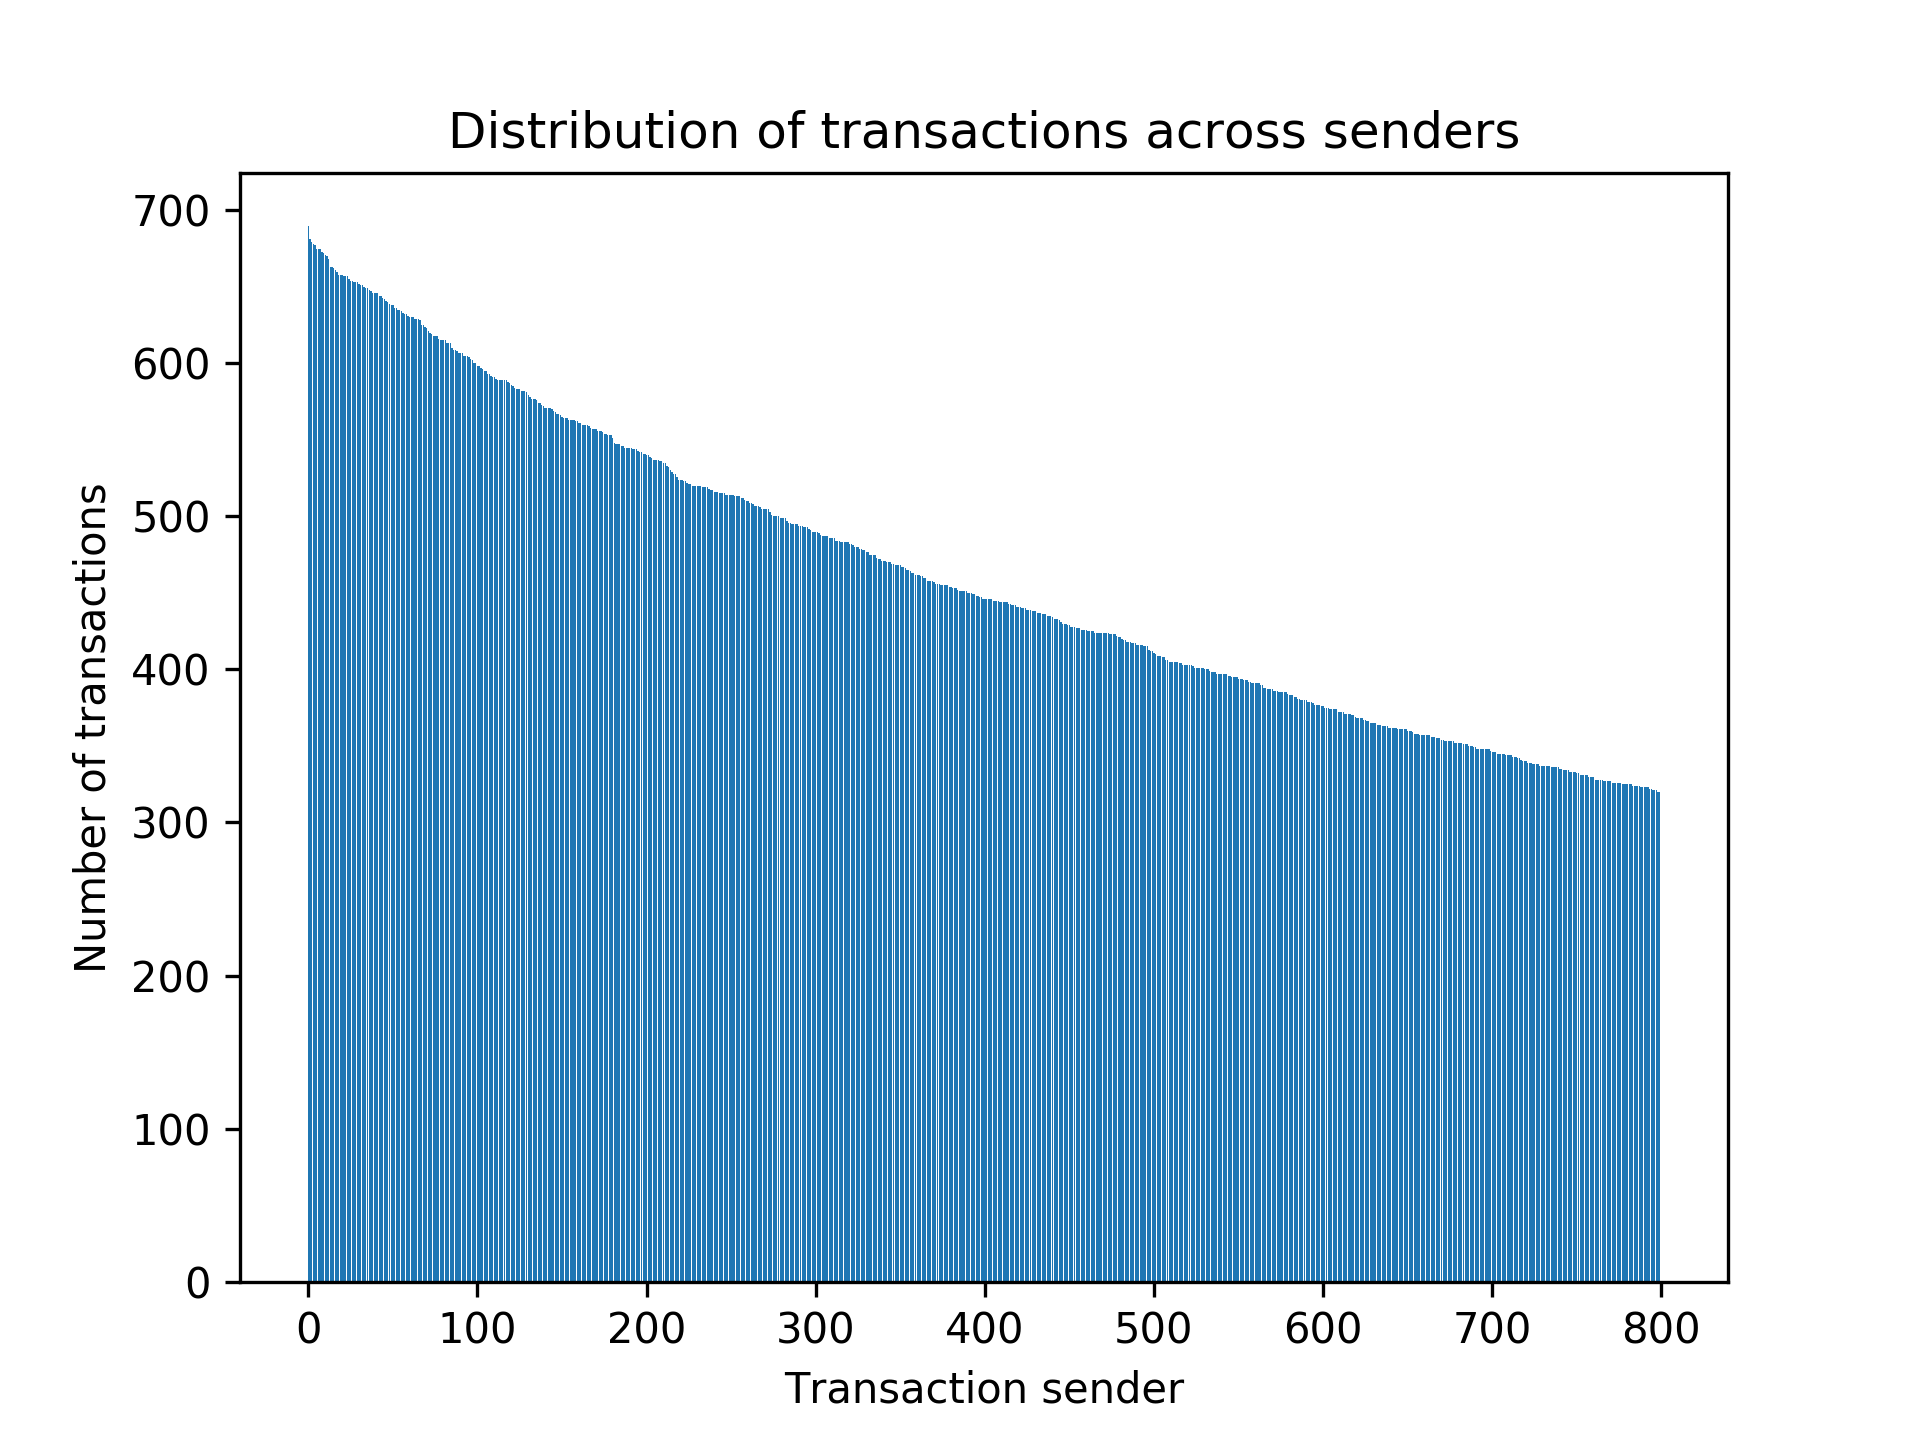 Distribution of transactions across senders
700
600
500
400
300
200
100
0
Number of transactions
0 100 200 300 400 500 600 700 800
Transaction sender